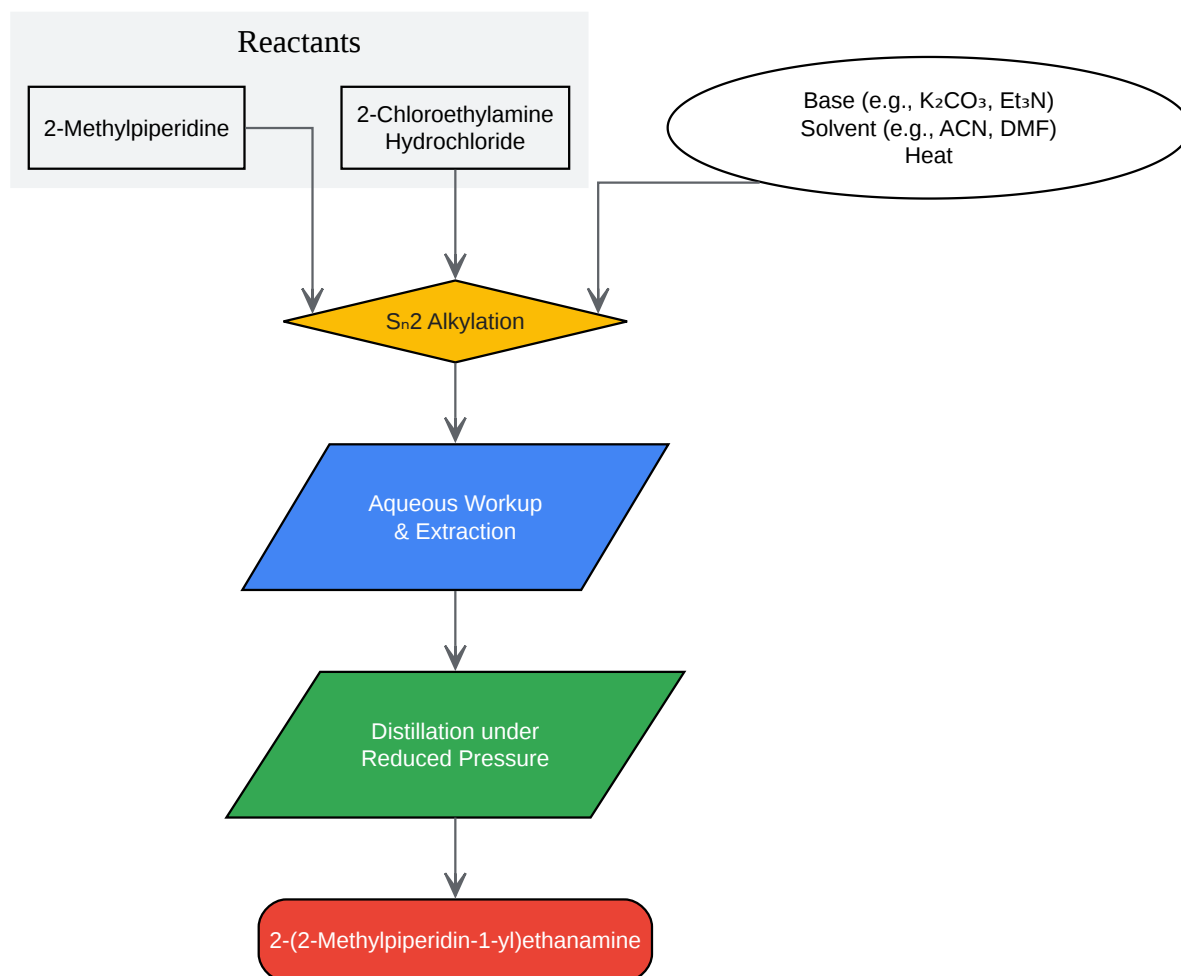 Reactants
2-Methylpiperidine
2-Chloroethylamine
Hydrochloride
Base (e.g., K₂CO₃, Et₃N)
Solvent (e.g., ACN, DMF)
Heat
Sₙ2 Alkylation
Aqueous Workup
& Extraction
Distillation under
Reduced Pressure
2-(2-Methylpiperidin-1-yl)ethanamine